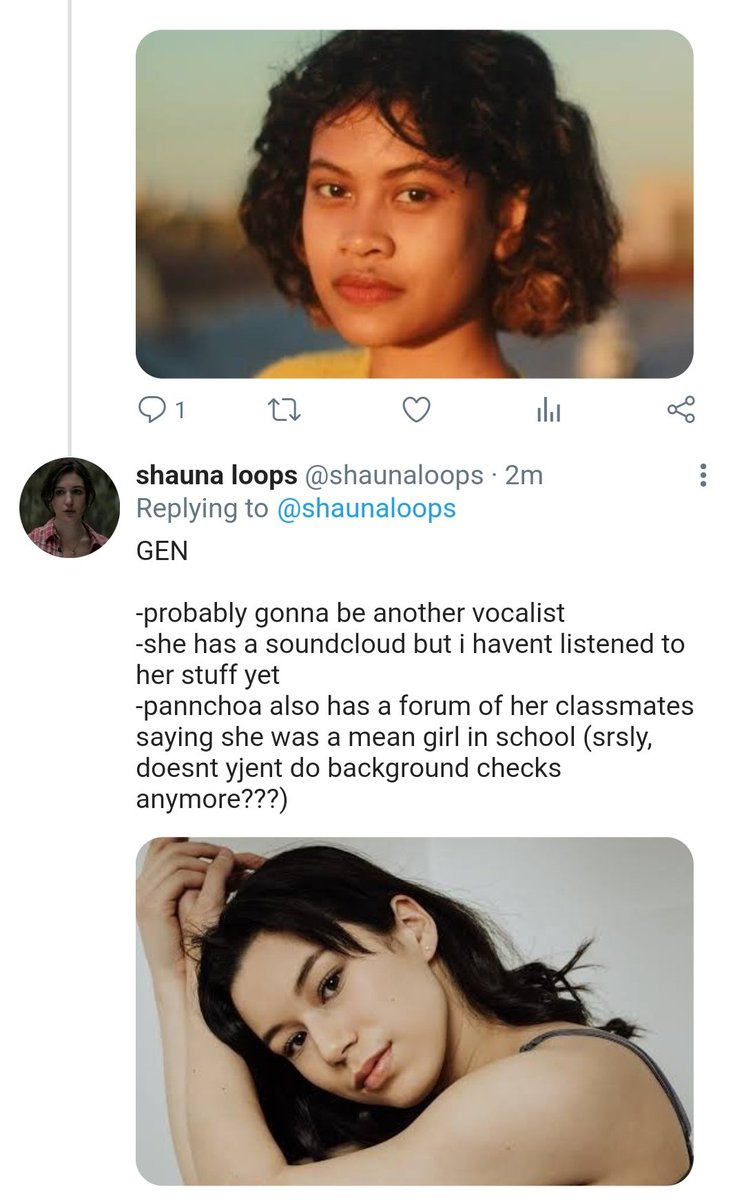 1
shauna loops @shaunaloops · 2m
Replying to @shaunaloops
GEN
-probably gonna be another vocalist
-she has a soundcloud but i havent listened to
her stuff yet
-pannchoa also has a forum of her classmates
saying she was a mean girl in school (srsly,
doesnt yjent do background checks
anymore???)